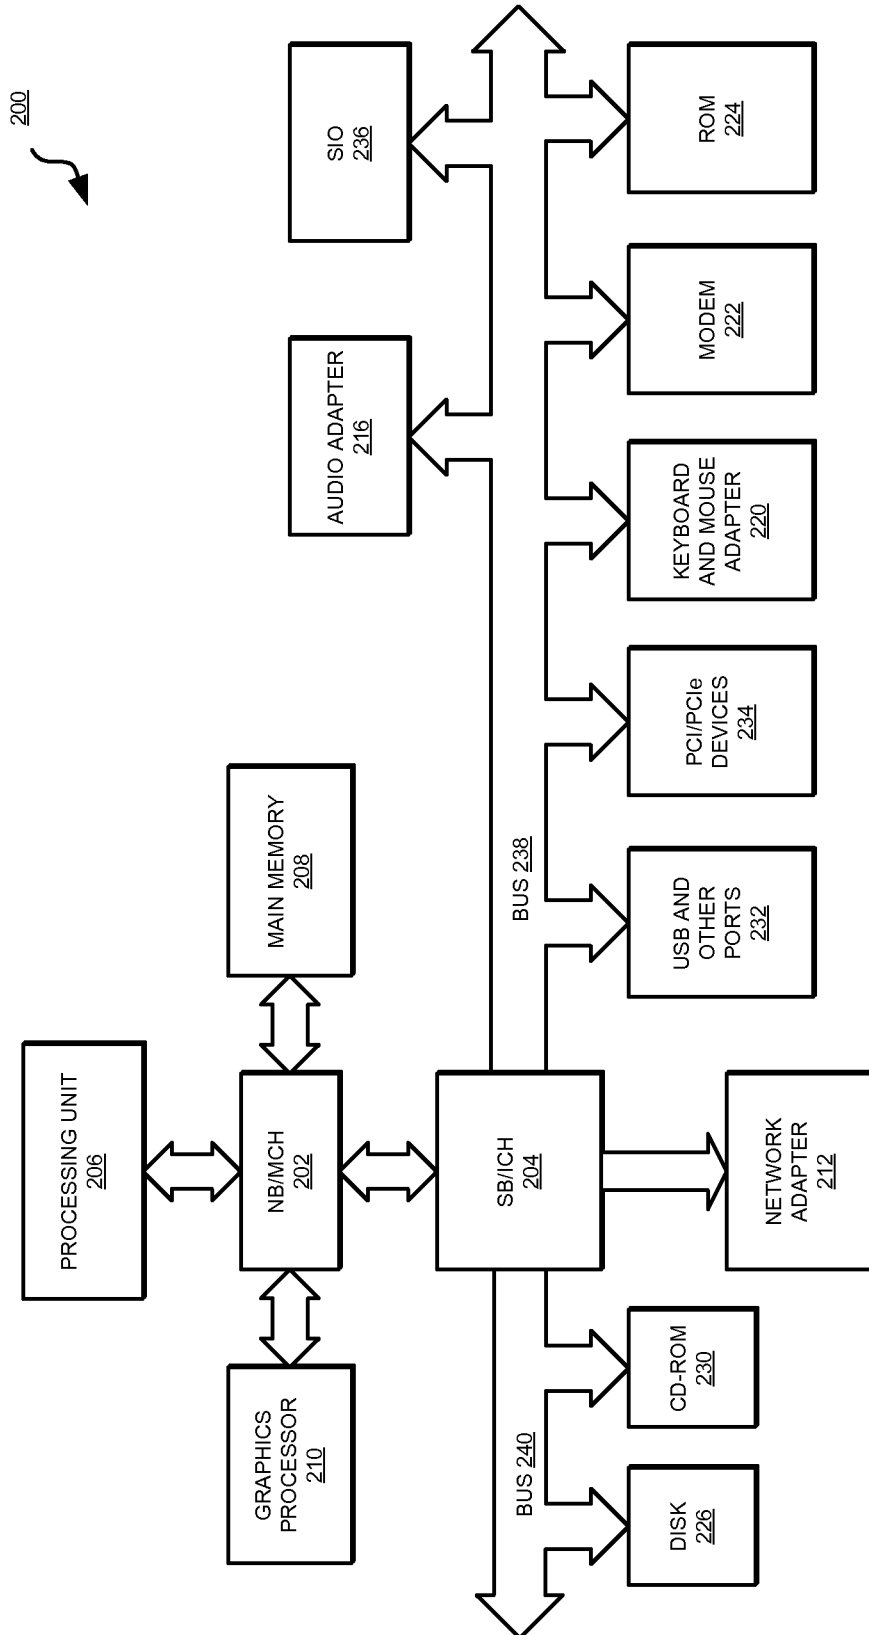 200
PROCESSING UNIT
206
GRAPHICS
PROCESSOR
210
NB/MCH
202
MAIN MEMORY
208
AUDIO ADAPTER
216
SIO
236
SB/ICH
204
BUS 240
BUS 238
DISK
226
CD-ROM
230
NETWORK
ADAPTER
212
USB AND
OTHER
PORTS
232
PCI/PCIe
DEVICES
234
KEYBOARD
AND MOUSE
ADAPTER
220
MODEM
222
ROM
224